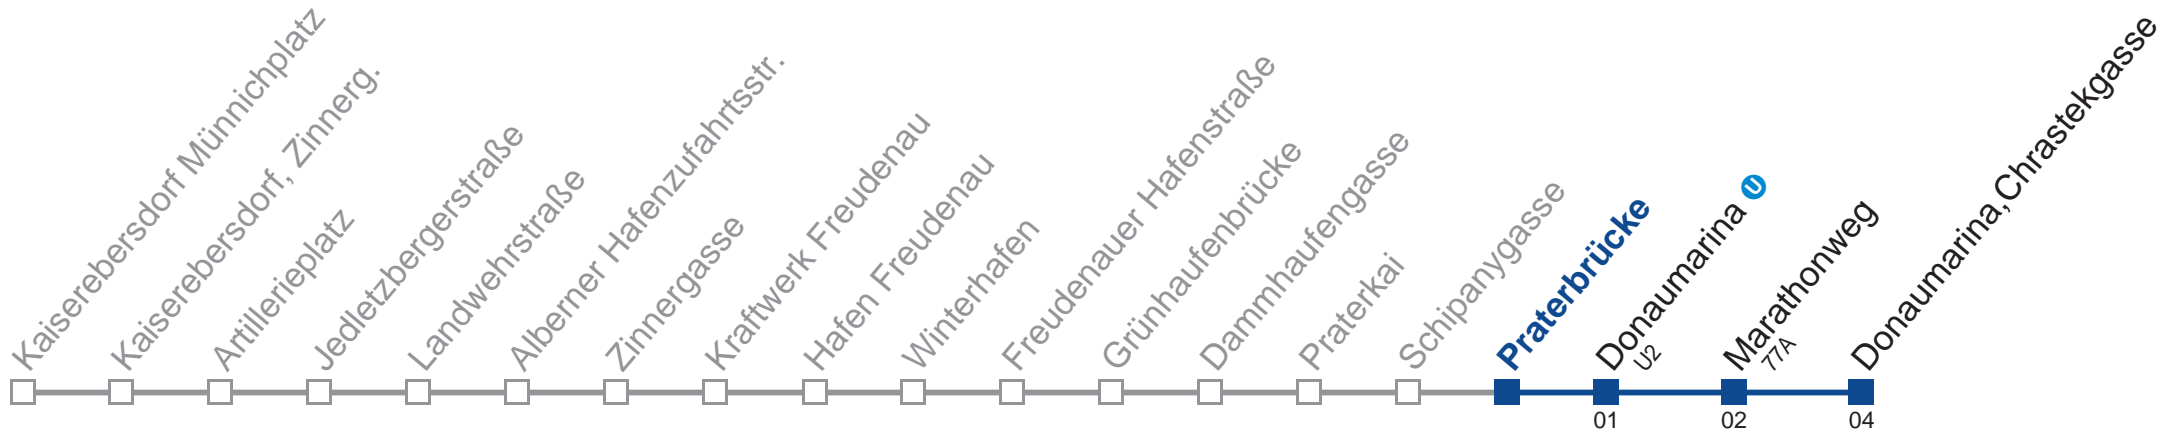 Kaiserebersdorf Münnichplatz
Kaiserebersdorf, Zinnerg.
Artillerieplatz
Jedletzbergerstraße
Landwehrstraße
Alberner Hafenzufahrtsstr.
Zinnergasse
Kraftwerk Freudenau
Hafen Freudenau
Winterhafen
Freudenauer Hafenstraße
Grünhaufenbrücke
Dammhaufengasse
Praterkai
Schipanygasse
Praterbrücke
Donaumarina U
U2
Marathonweg
77A
Donaumarina,Chrastekgasse
01 02 04